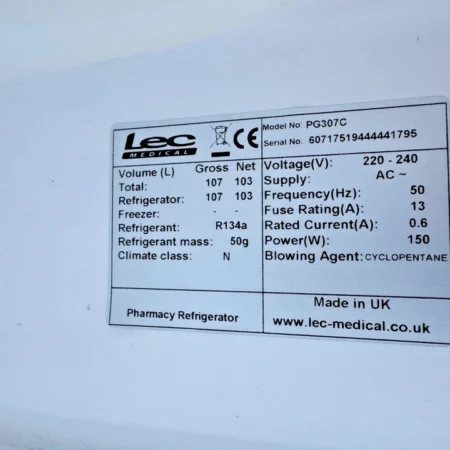 Lec
MEDICAL
CE
Model No: PG307C
Serial No: 60717519444441795
Volume (L) Gross Net
Total: 107 103
Refrigerator: 107 103
Freezer: - -
Refrigerant: R134a
Refrigerant mass: 50g
Climate class: N
Voltage(V): 220 - 240
Supply: AC ~
Frequency(Hz): 50
Fuse Rating(A): 13
Rated Current(A): 0.6
Power(W): 150
Blowing Agent: CYCLOPENTANE
Pharmacy Refrigerator
Made in UK
www.lec-medical.co.uk